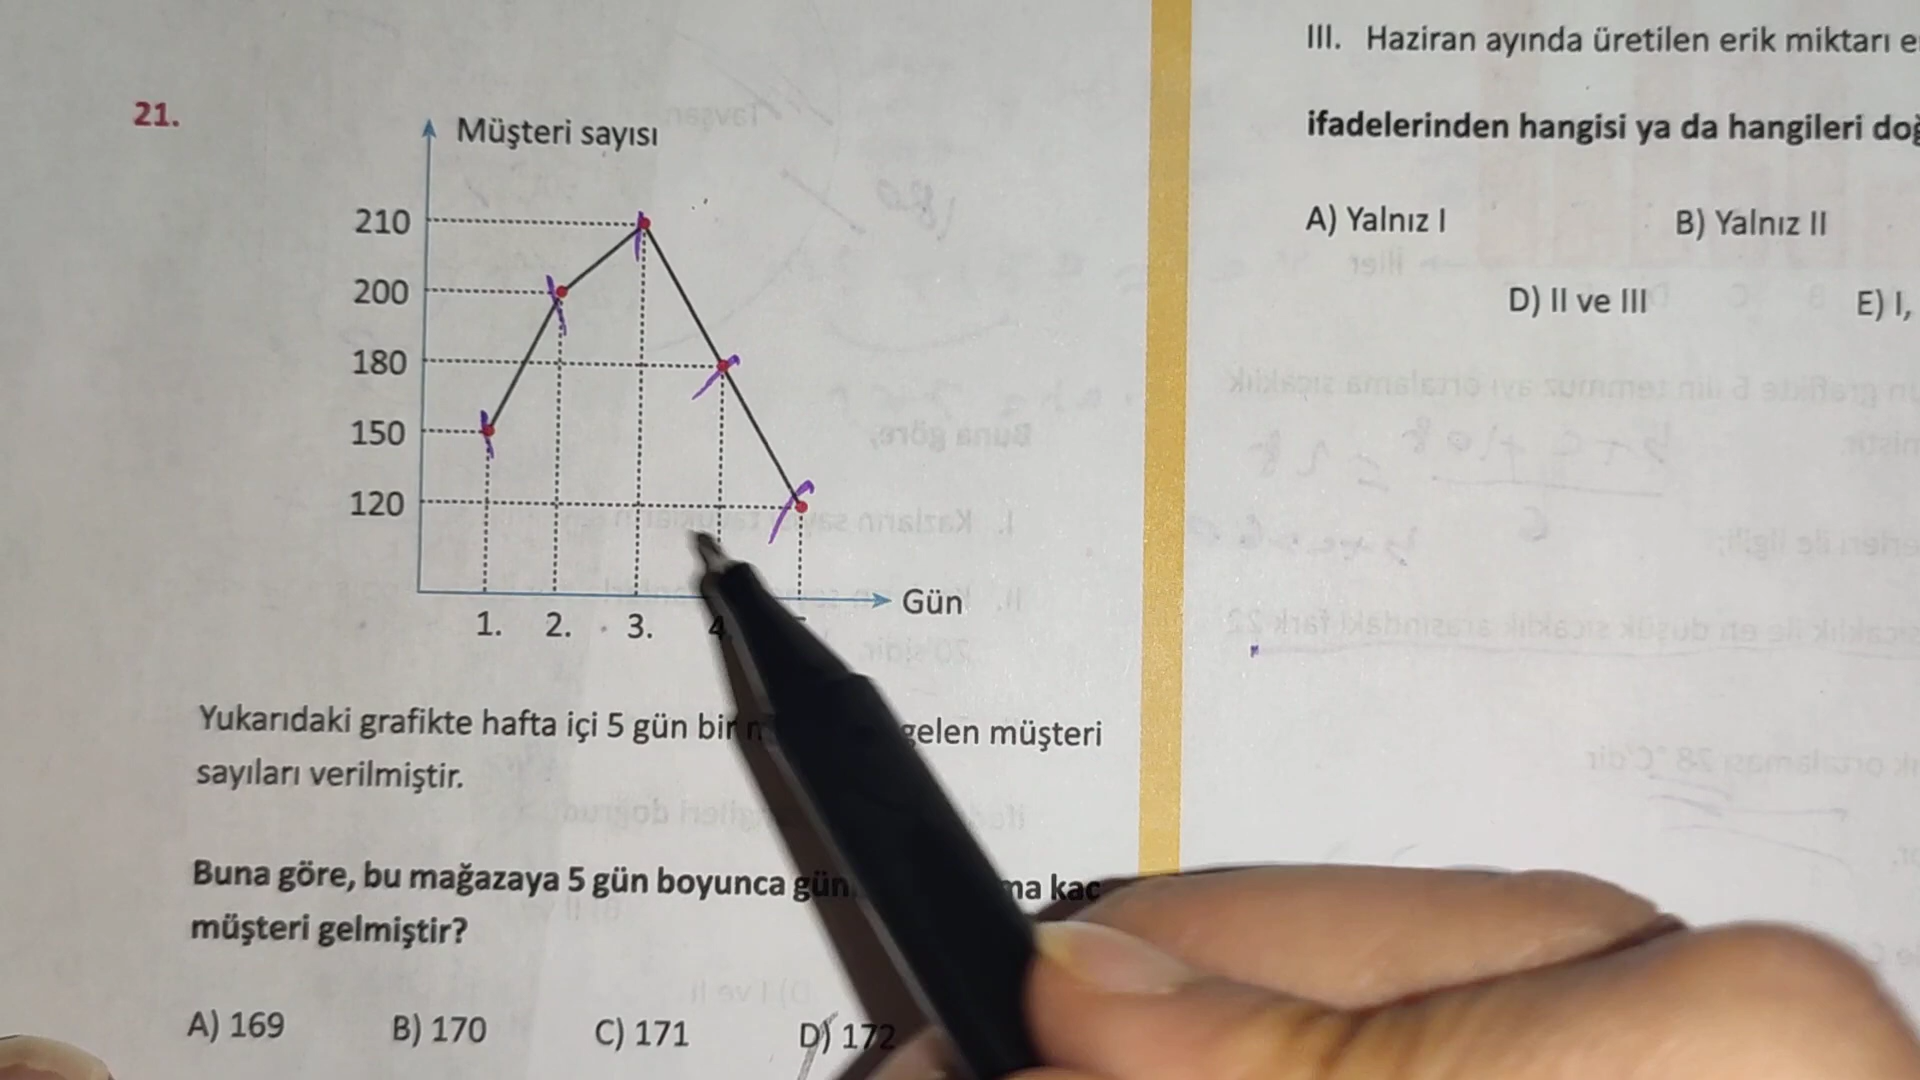 21.
Müşteri sayısı
210
200
180
150
120
1. 2. 3. 4
Gün
Yukarıdaki grafikte hafta içi 5 gün bir gelen müşteri
sayıları verilmiştir.
Buna göre, bu mağazaya 5 gün boyunca gün kaç
müşteri gelmiştir?
A) 169 B) 170 C) 171 D) 172
III. Haziran ayında üretilen erik miktarı
ifadelerinden hangisi ya da hangileri
A) Yalnız I B) Yalnız II
D) II ve III E) I,